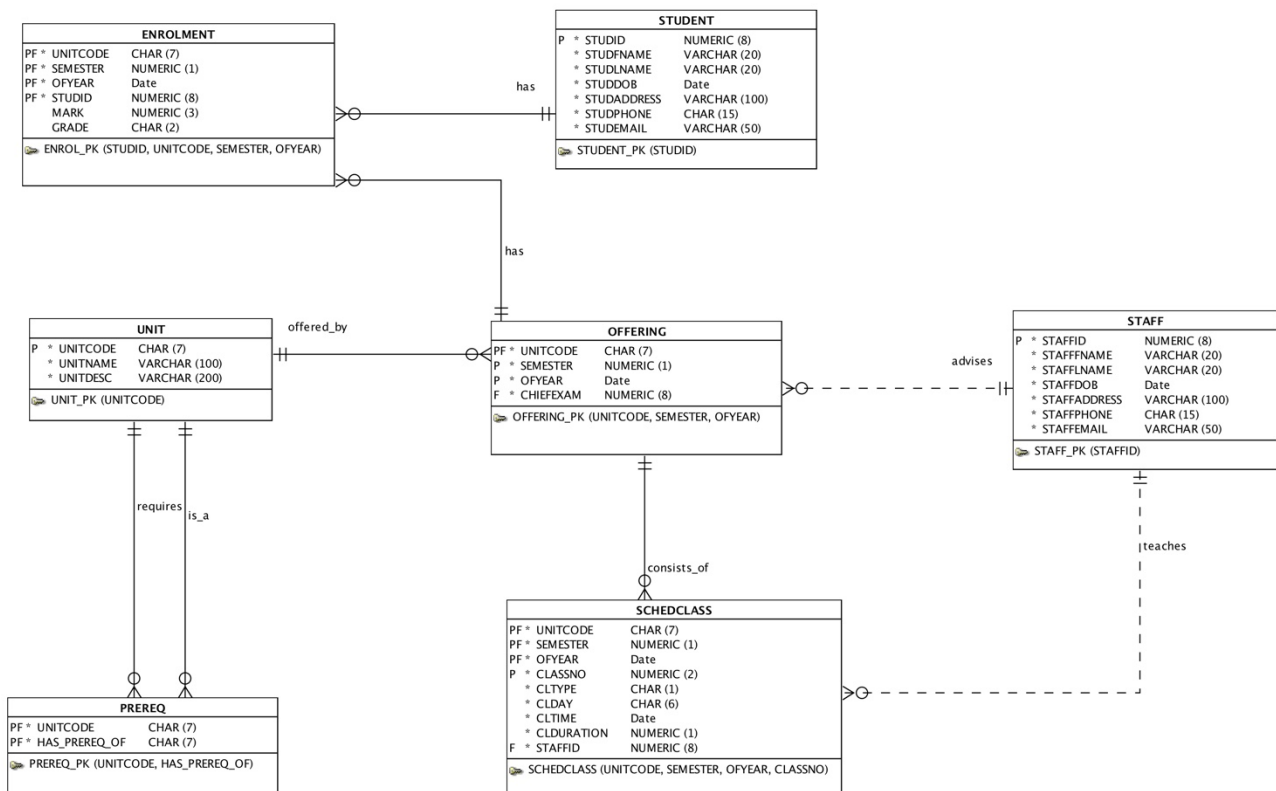 ENROLMENT
PF * UNITCODE CHAR (7)
PF * SEMESTER NUMERIC (1)
PF * OFYEAR Date
PF * STUDID NUMERIC (8)
MARK NUMERIC (3)
GRADE CHAR (2)
ENROL_PK (STUDID, UNITCODE, SEMESTER, OFYEAR)
has
STUDENT
P * STUDID NUMERIC (8)
* STUDFNAME VARCHAR (20)
* STUDLNAME VARCHAR (20)
* STUDDOB Date
* STUDADDRESS VARCHAR (100)
* STUDPHONE CHAR (15)
* STUDEMAIL VARCHAR (50)
STUDENT_PK (STUDID)
has
UNIT
P * UNITCODE CHAR (7)
* UNITNAME VARCHAR (100)
* UNITDESC VARCHAR (200)
UNIT_PK (UNITCODE)
offered_by
OFFERING
PF * UNITCODE CHAR (7)
P * SEMESTER NUMERIC (1)
P * OFYEAR Date
F * CHIEFEXAM NUMERIC (8)
OFFERING_PK (UNITCODE, SEMESTER, OFYEAR)
advises
STAFF
P * STAFFID NUMERIC (8)
* STAFFFNAME VARCHAR (20)
* STAFFLNAME VARCHAR (20)
* STAFFDOB Date
* STAFFADDRESS VARCHAR (100)
* STAFFPHONE CHAR (15)
* STAFFEMAIL VARCHAR (50)
STAFF_PK (STAFFID)
requires
is_a
teaches
consists_of
SCHEDCLASS
PF * UNITCODE CHAR (7)
PF * SEMESTER NUMERIC (1)
PF * OFYEAR Date
P * CLASSNO NUMERIC (2)
* CLTYPE CHAR (1)
* CLDAY CHAR (6)
* CLTIME Date
* CLDURATION NUMERIC (1)
F * STAFFID NUMERIC (8)
SCHEDCLASS (UNITCODE, SEMESTER, OFYEAR, CLASSNO)
PREREQ
PF * UNITCODE CHAR (7)
PF * HAS_PREREQ_OF CHAR (7)
PREREQ_PK (UNITCODE, HAS_PREREQ_OF)